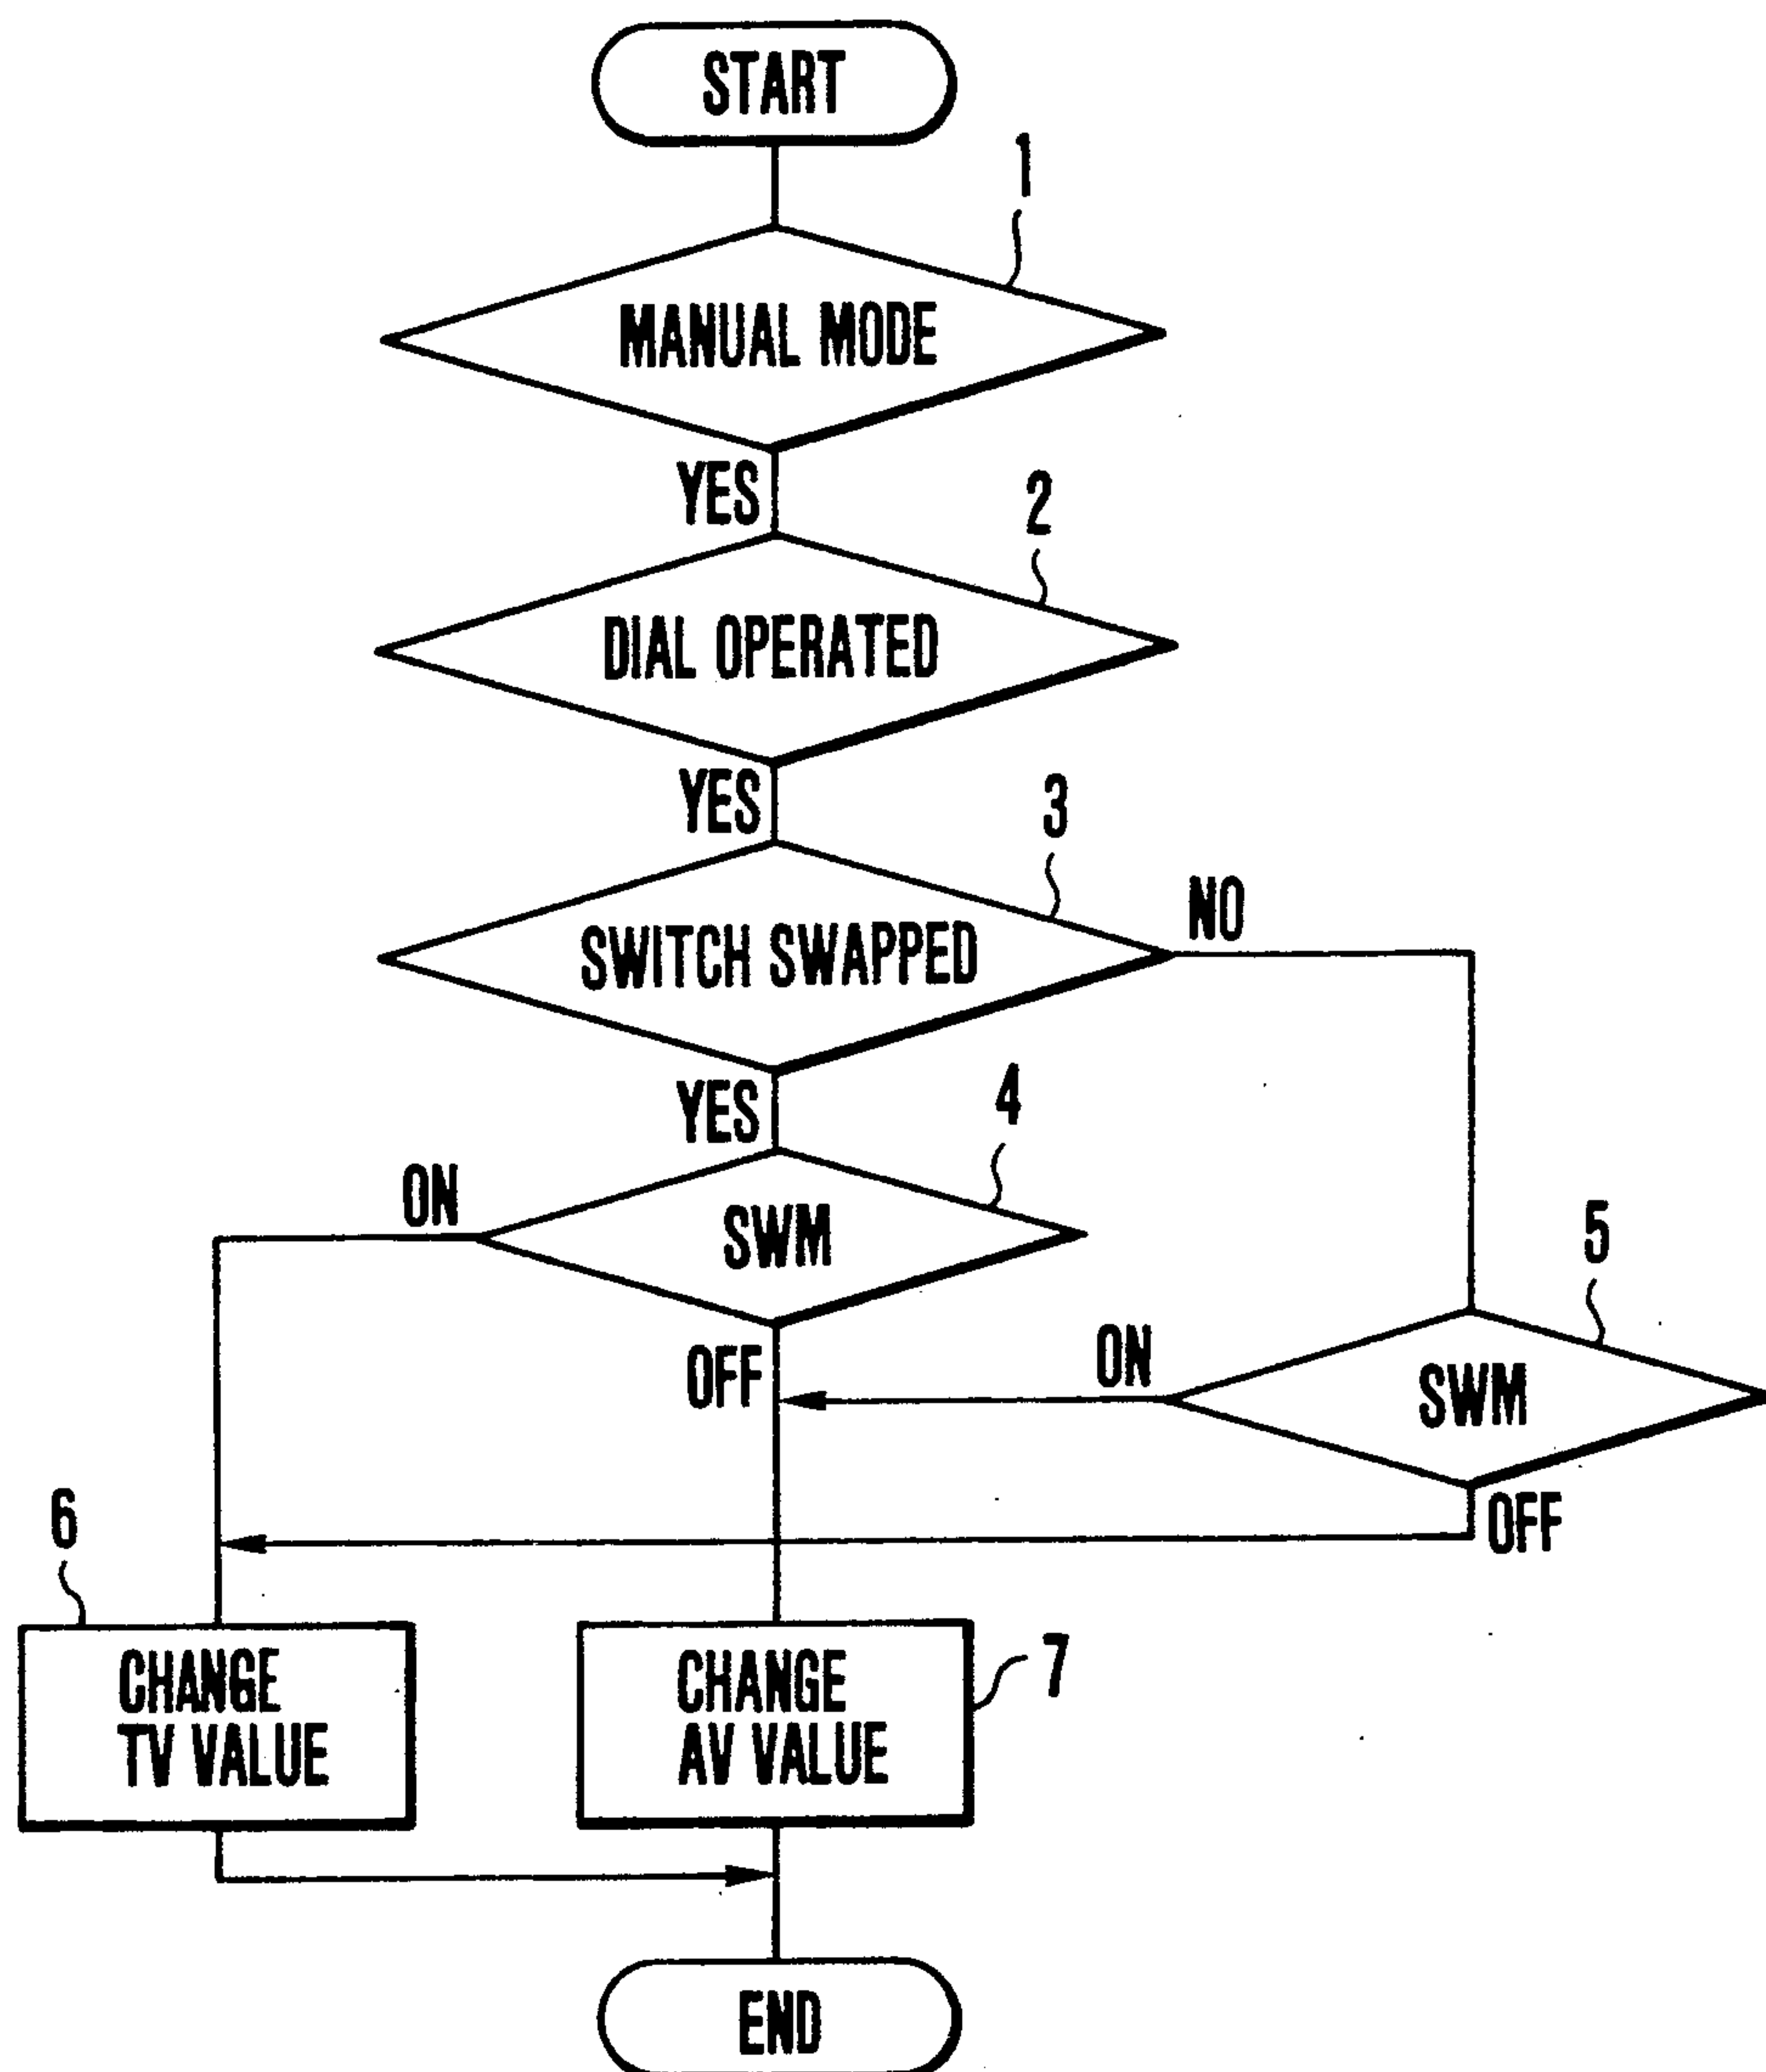 START
1
MANUAL MODE
YES
2
DIAL OPERATED
YES
3
SWITCH SWAPPED
NO
YES
4
ON
SWM
OFF
5
ON
SWM
OFF
6
CHANGE
TV VALUE
CHANGE
AV VALUE
7
END